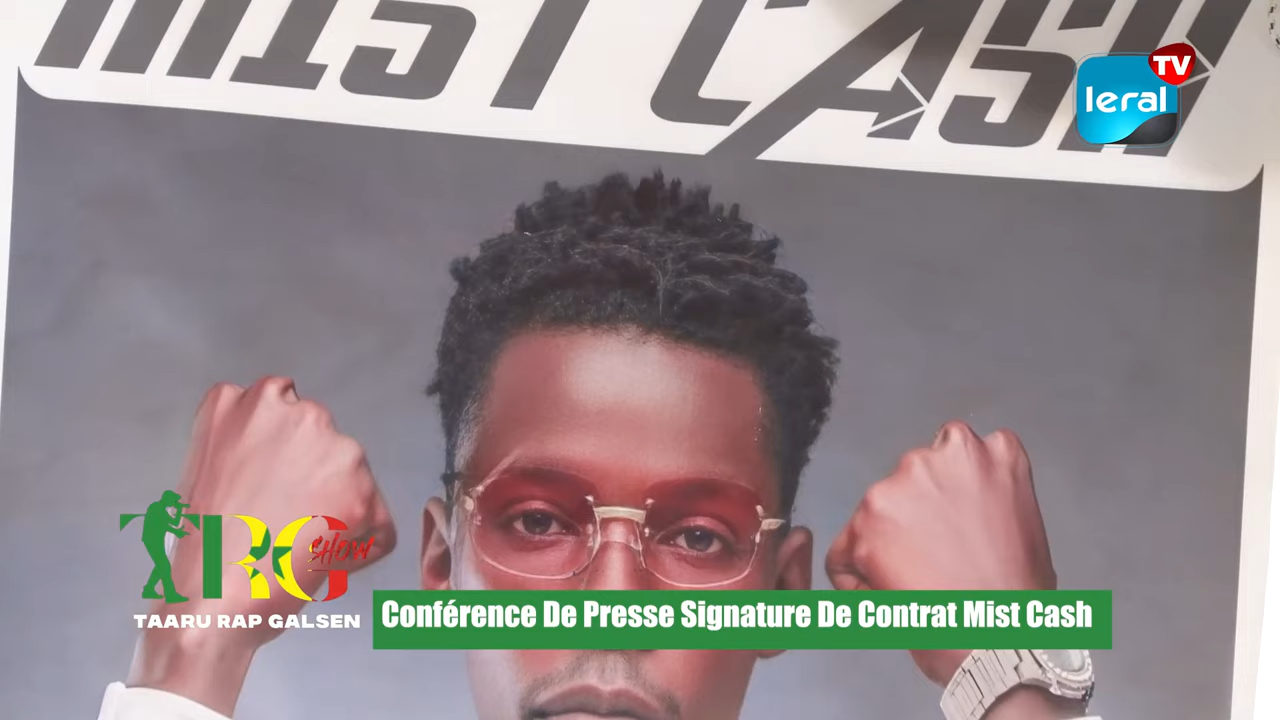 MIST CASH
leral TV
TRG SHOW
TAARU RAP GALSEN
Conférence De Presse Signature De Contrat Mist Cash